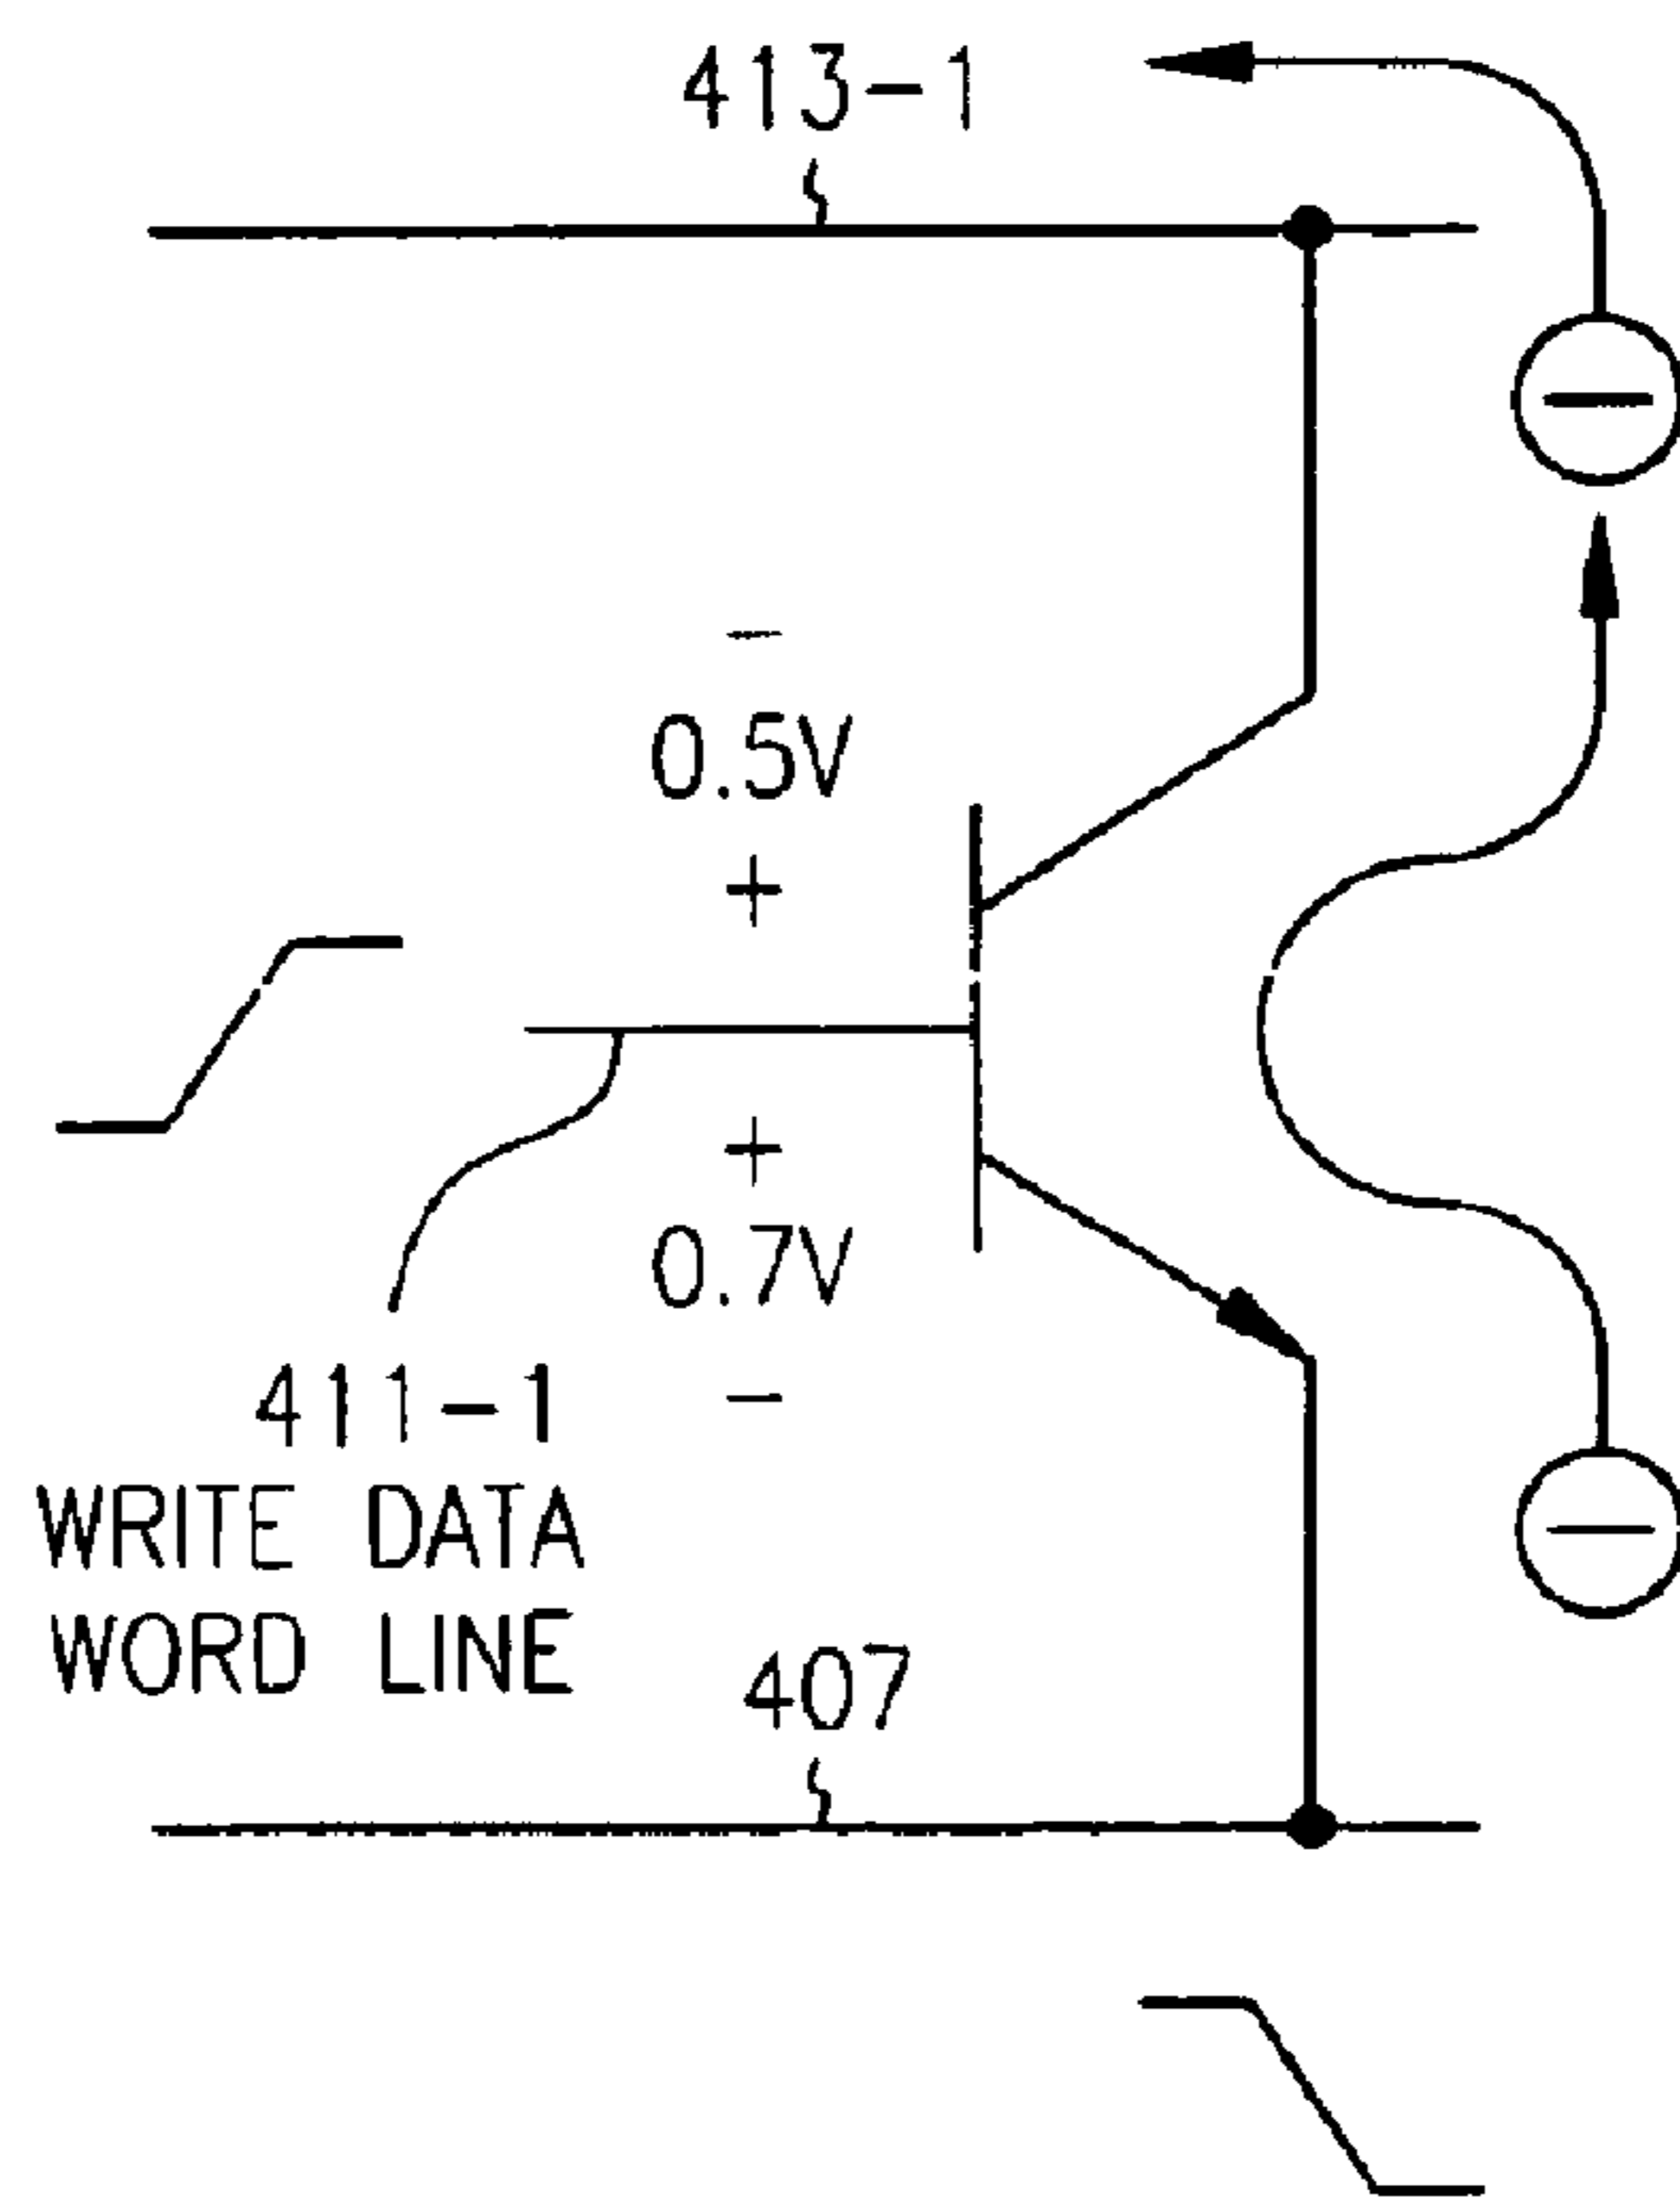 413-1
−
0.5V
+
+
0.7V
−
411-1
WRITE DATA
WORD LINE
407
−
−